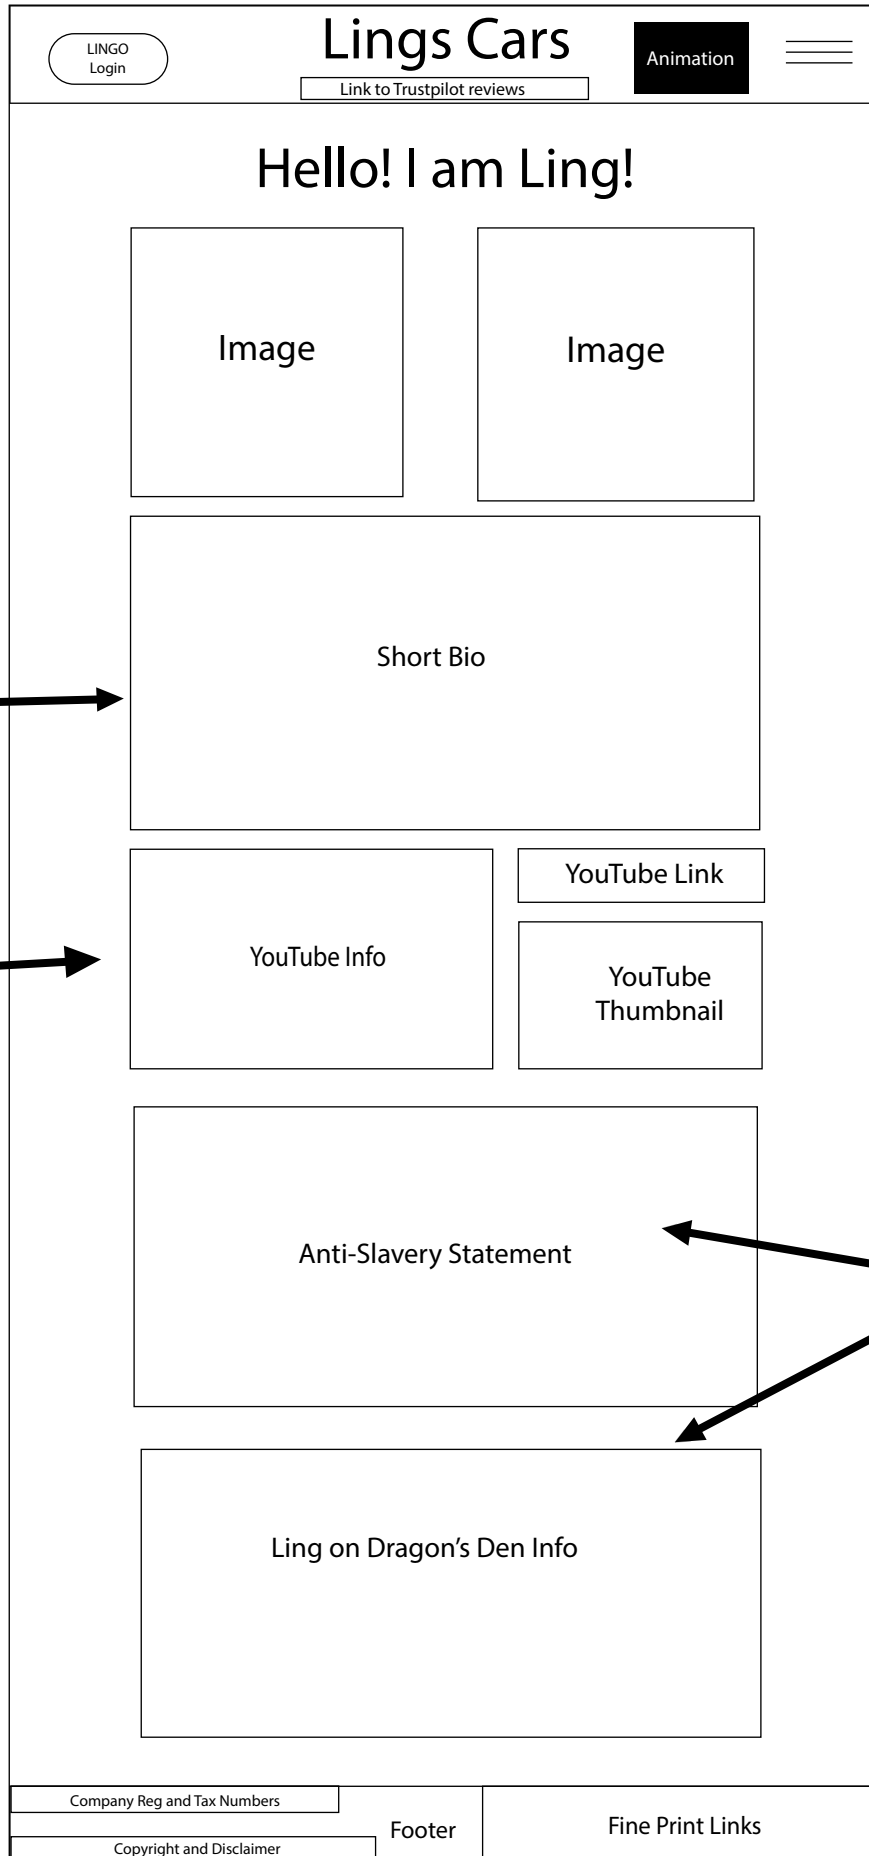 LINGO
Login
Lings Cars
Link to Trustpilot reviews
Animation
Hello! I am Ling!
Image
Image
Short Bio
YouTube Info
YouTube Link
YouTube
Thumbnail
Anti-Slavery Statement
Ling on Dragon's Den Info
Company Reg and Tax Numbers
Copyright and Disclaimer
Footer
Fine Print Links